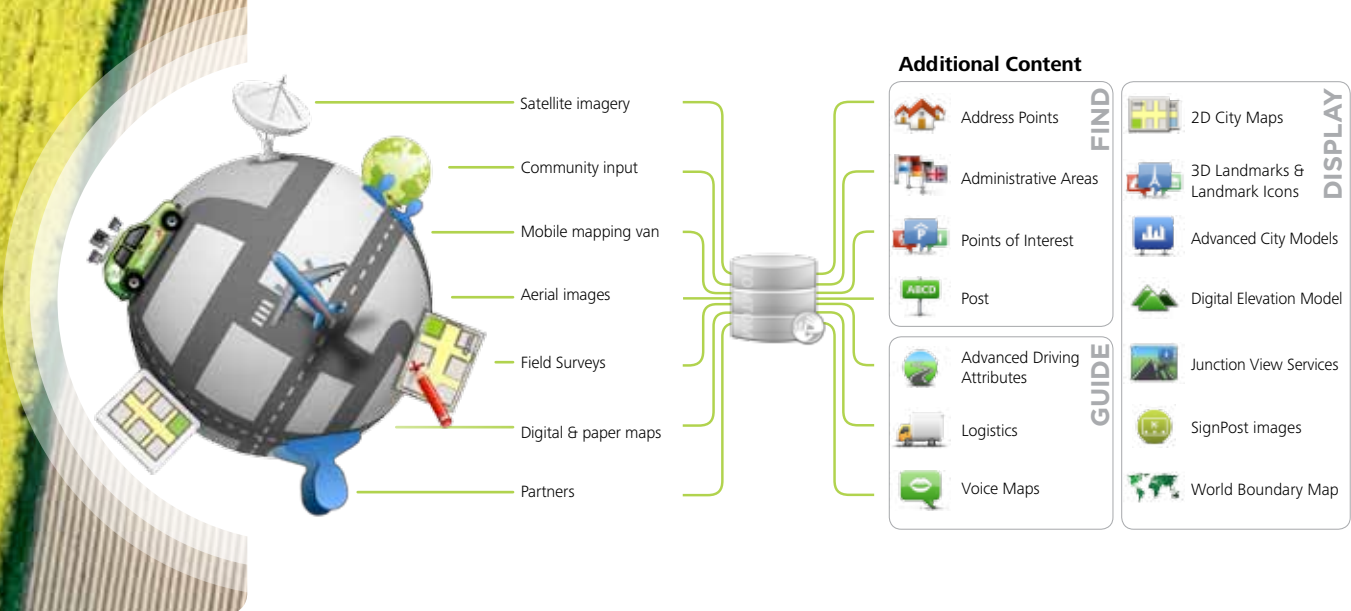 Additional Content
Satellite imagery
Community input
Mobile mapping van
Aerial images
Field Surveys
Digital & paper maps
Partners
FIND
Address Points
Administrative Areas
Points of Interest
ABCD
Post
GUIDE
Advanced Driving
Attributes
Logistics
Voice Maps
DISPLAY
2D City Maps
3D Landmarks &
Landmark Icons
Advanced City Models
Digital Elevation Model
Junction View Services
SignPost images
World Boundary Map